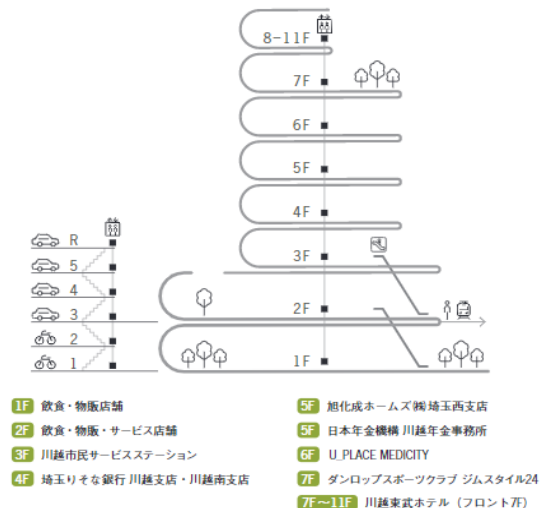 8-11F
7F
6F
5F
4F
3F
2F
1F
R
5
4
3
2
1
1F 飲食・物販店舗
2F 飲食・物販・サービス店舗
3F 川越市民サービスステーション
4F 埼玉りそな銀行 川越支店・川越南支店
5F 旭化成ホームズ㈱埼玉西支店
5F 日本年金機構 川越年金事務所
6F U_PLACE MEDICITY
7F ダンロップスポーツクラブ ジムスタイル24
7F〜11F 川越東武ホテル（フロント7F）